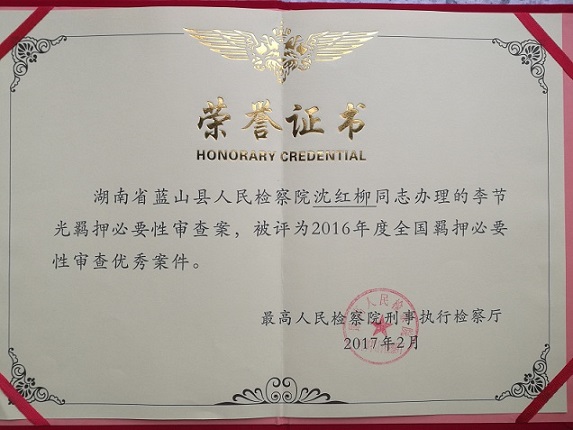 荣誉证书
HONORARY CREDENTIAL
湖南省蓝山县人民检察院沈红柳同志办理的李节
光羁押必要性审查案，被评为2016年度全国羁押必要
性审查优秀案件。
最高人民检察院刑事执行检察厅
2017年2月